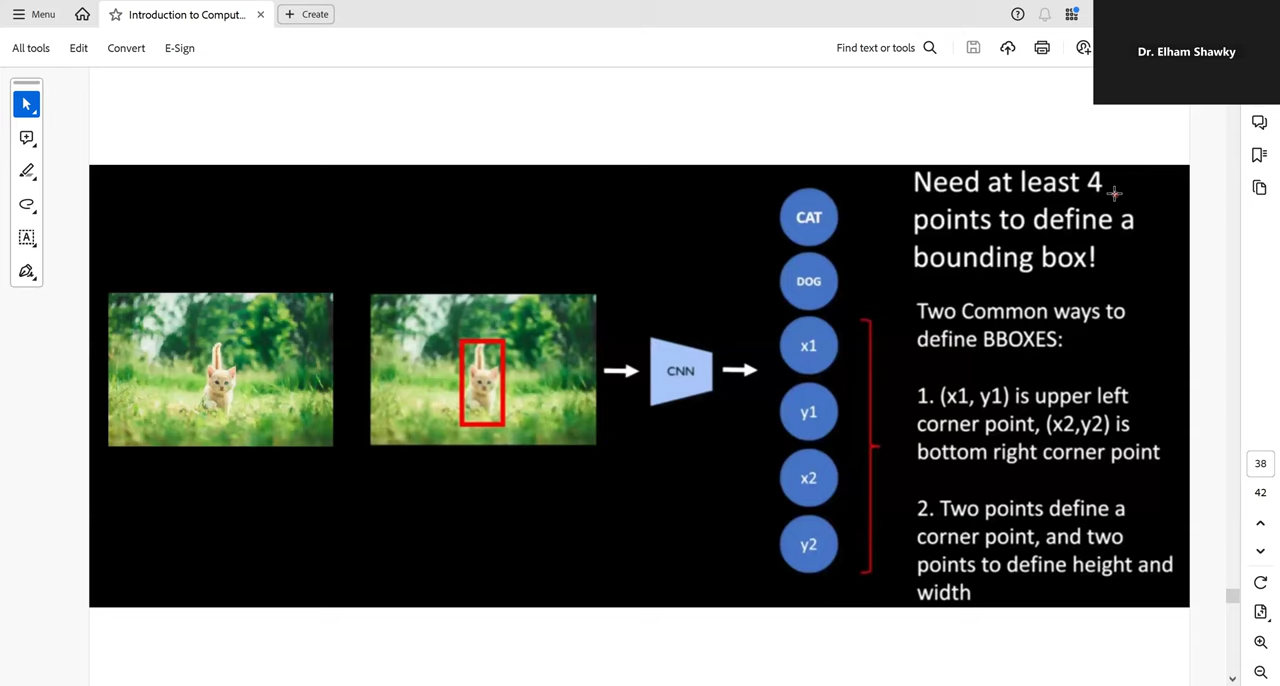 Menu
Introduction to Comput...
Create
All tools
Edit
Convert
E-Sign
Find text or tools
Dr. Elham Shawky
Need at least 4
points to define a
bounding box!
Two Common ways to
define BBOXES:
1. (x1, y1) is upper left
corner point, (x2,y2) is
bottom right corner point
2. Two points define a
corner point, and two
points to define height and
width
CNN
CAT
DOG
x1
y1
x2
y2
38
42